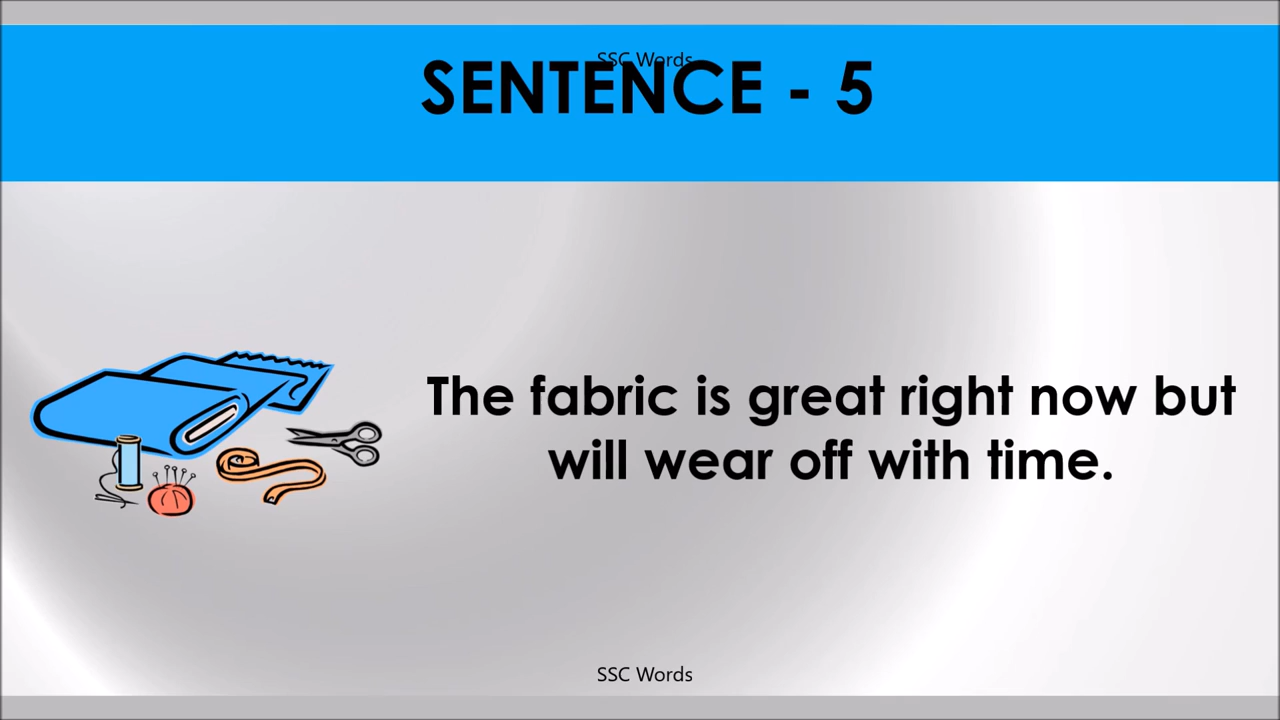 SSC Words
SENTENCE - 5
The fabric is great right now but
will wear off with time.
SSC Words